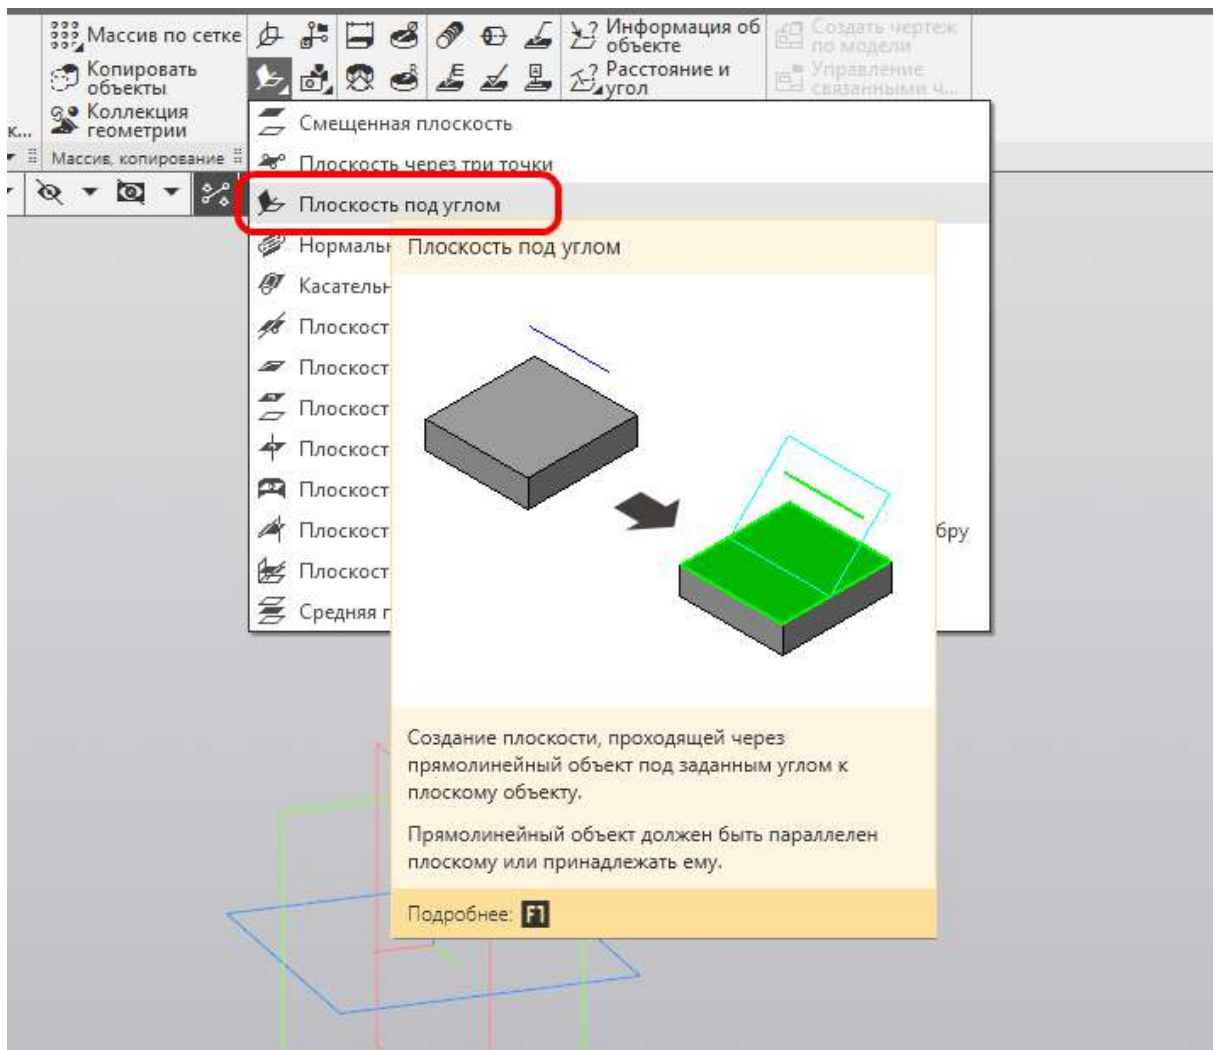 Массив по сетке
Информация об
объекте
Создать чертеж
по модели
Копировать
объекты
Расстояние и
угол
Управление
связанными ч...
Коллекция
геометрии
к...
Массив, копирование
Смещенная плоскость
Плоскость через три точки
Плоскость под углом
Нормальн
Плоскость под углом
Касательн
Плоскост
Плоскост
Плоскост
Плоскост
Плоскост
Плоскост
бру
Плоскост
Средняя п
Создание плоскости, проходящей через
прямолинейный объект под заданным углом к
плоскому объекту.
Прямолинейный объект должен быть параллелен
плоскому или принадлежать ему.
Подробнее: F1